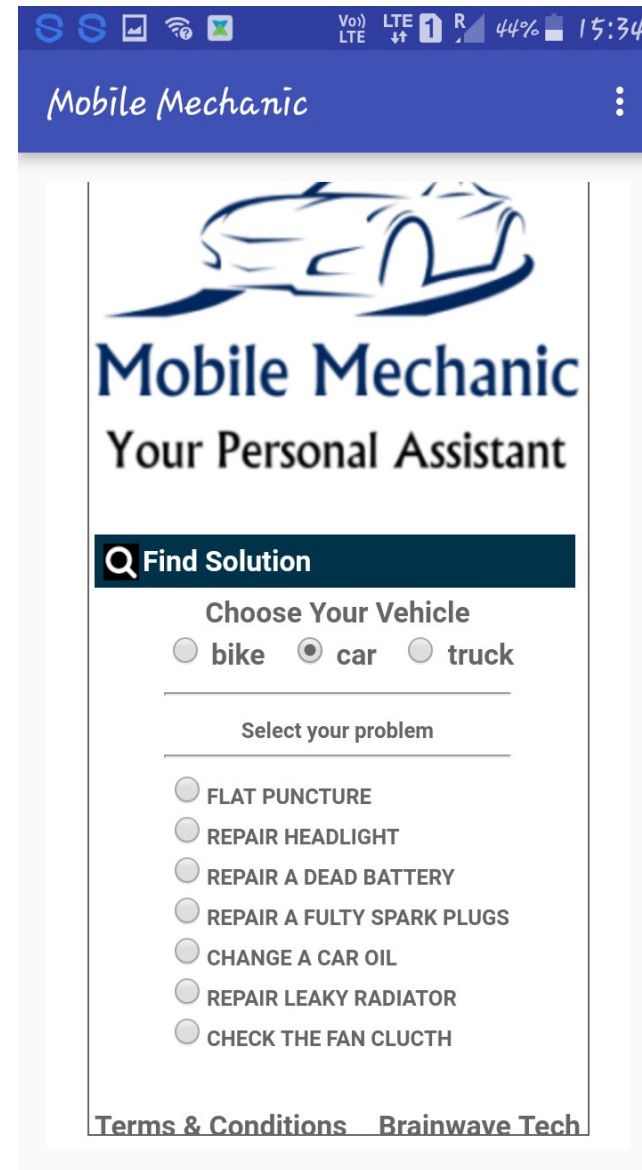 Vo)) LTE LTE 1 R 44% 15:34
Mobile Mechanic
Mobile Mechanic
Your Personal Assistant
Find Solution
Choose Your Vehicle
bike car truck
Select your problem
FLAT PUNCTURE
REPAIR HEADLIGHT
REPAIR A DEAD BATTERY
REPAIR A FULTY SPARK PLUGS
CHANGE A CAR OIL
REPAIR LEAKY RADIATOR
CHECK THE FAN CLUCTH
Terms & Conditions Brainwave Tech